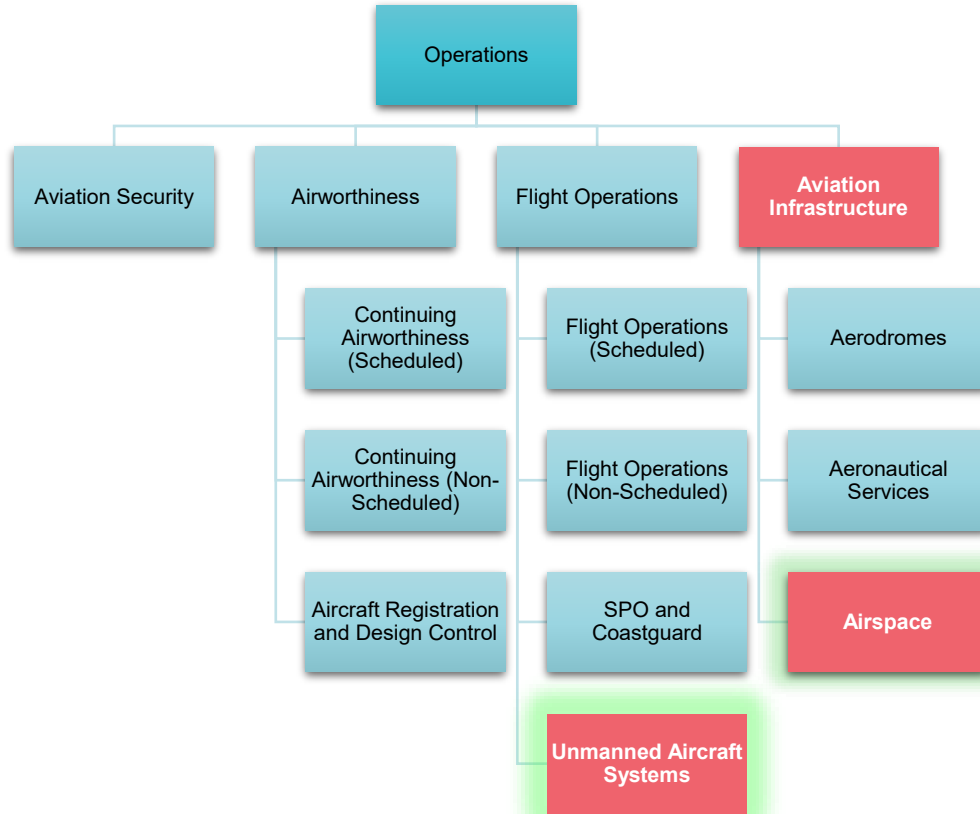 Operations
Aviation Security
Airworthiness
Flight Operations
Aviation
Infrastructure
Continuing
Airworthiness
(Scheduled)
Flight Operations
(Scheduled)
Aerodromes
Continuing
Airworthiness (Non-
Scheduled)
Flight Operations
(Non-Scheduled)
Aeronautical
Services
Aircraft Registration
and Design Control
SPO and
Coastguard
Airspace
Unmanned Aircraft
Systems